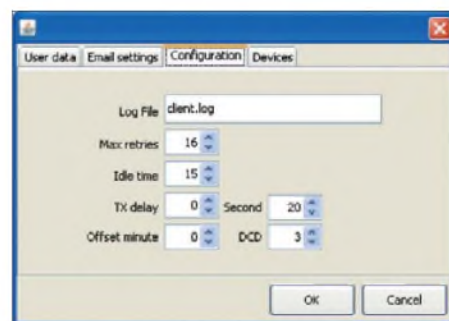 User data Email settings Configuration Devices
Log File client.log
Max retries 16
Idle time 15
TX delay 0 Second 20
Offset minute 0 DCD 3
OK Cancel